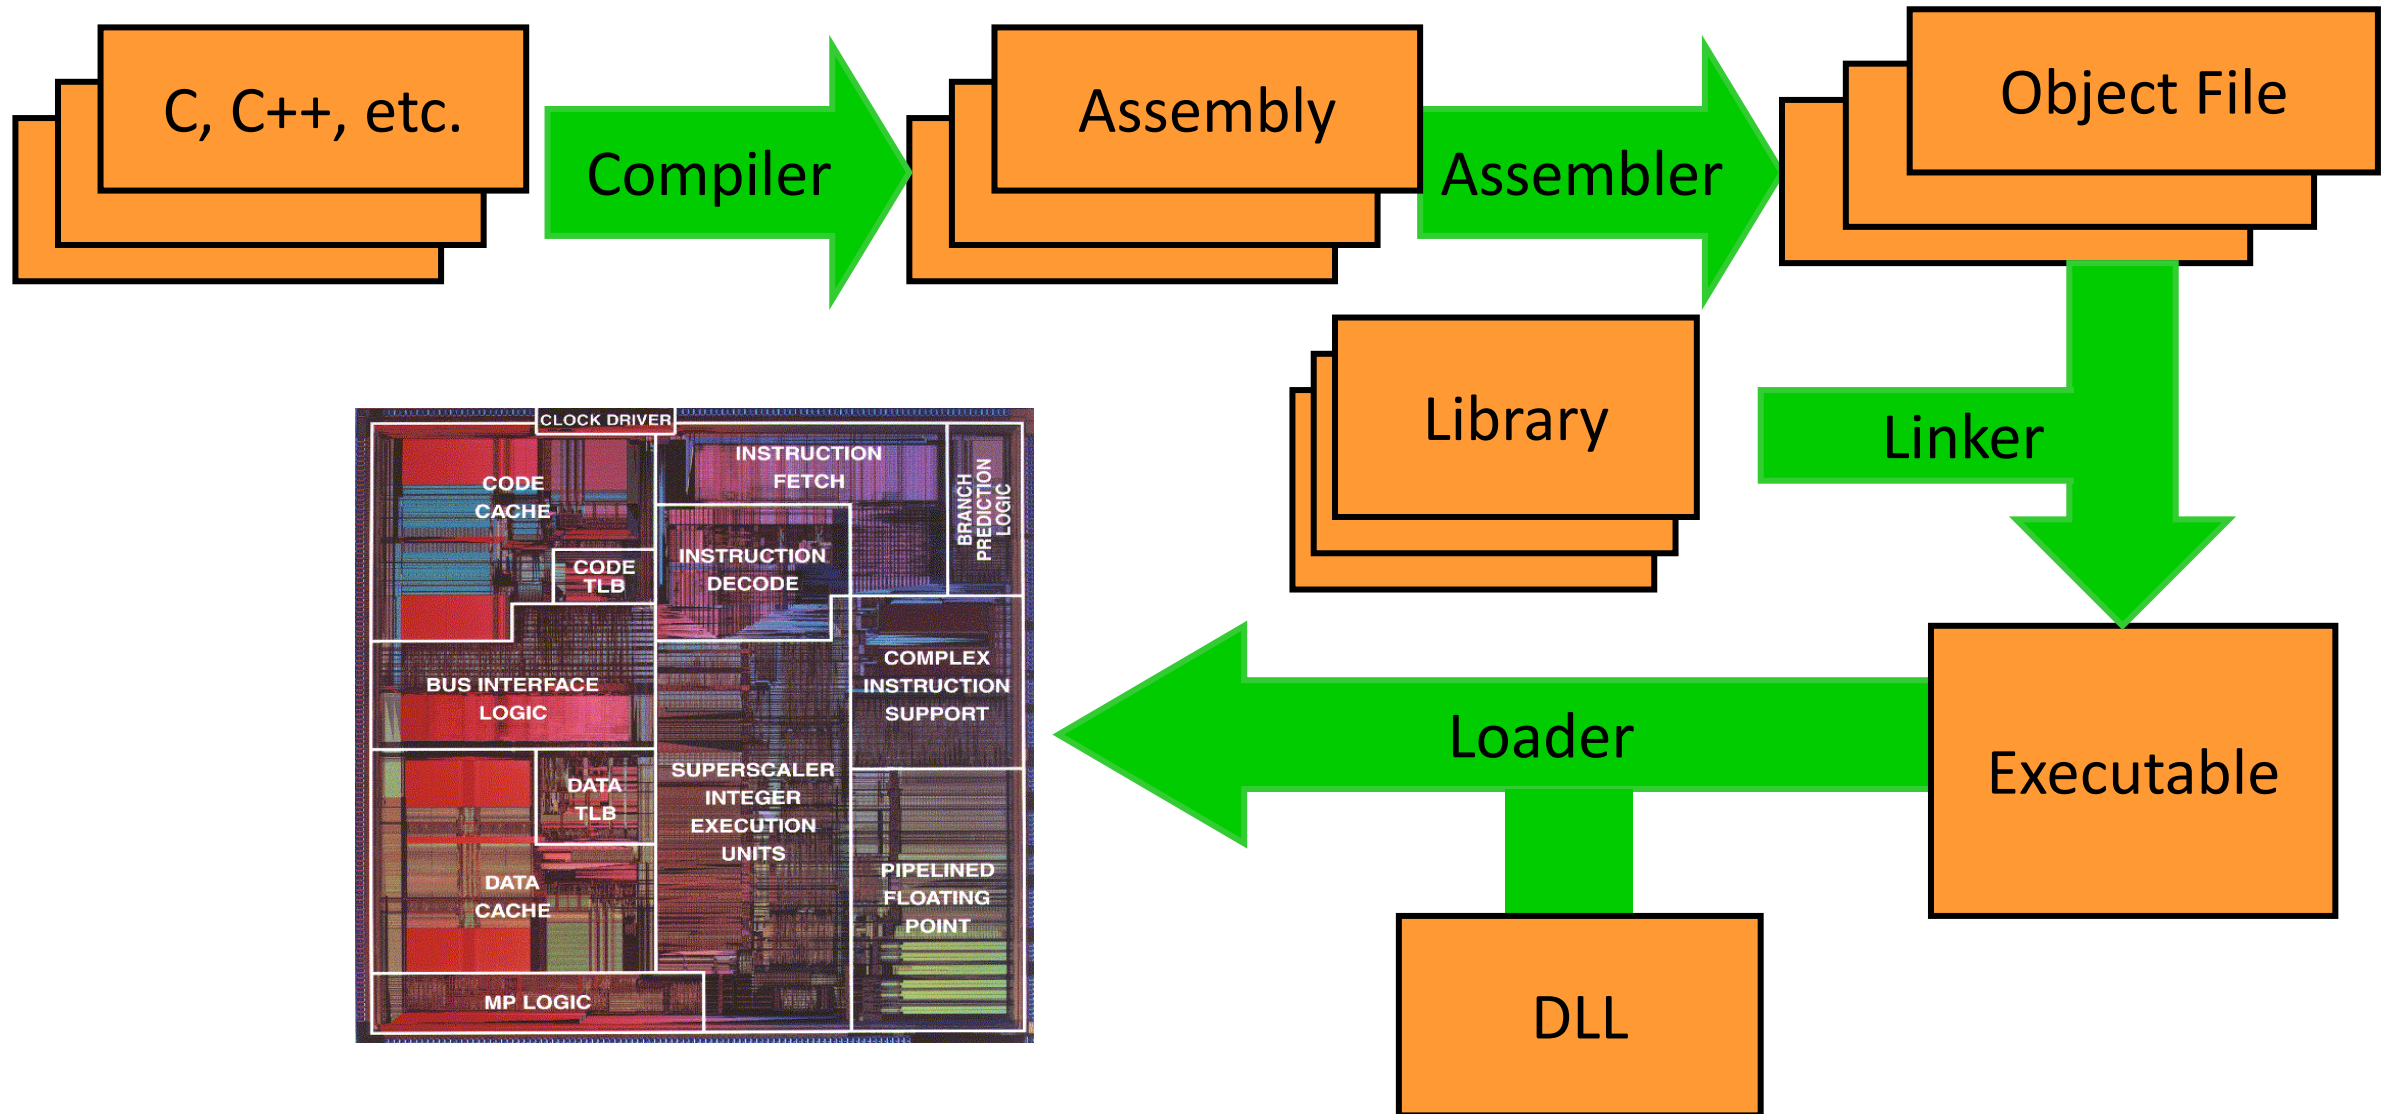 C, C++, etc.
Compiler
Assembly
Assembler
Object File
Library
Linker
CLOCK DRIVER
CODE
CACHE
INSTRUCTION
FETCH
BRANCH
PREDICTION
LOGIC
CODE
TLB
INSTRUCTION
DECODE
BUS INTERFACE
LOGIC
COMPLEX
INSTRUCTION
SUPPORT
DATA
TLB
SUPERSCALER
INTEGER
EXECUTION
UNITS
DATA
CACHE
PIPELINED
FLOATING
POINT
MP LOGIC
Loader
Executable
DLL